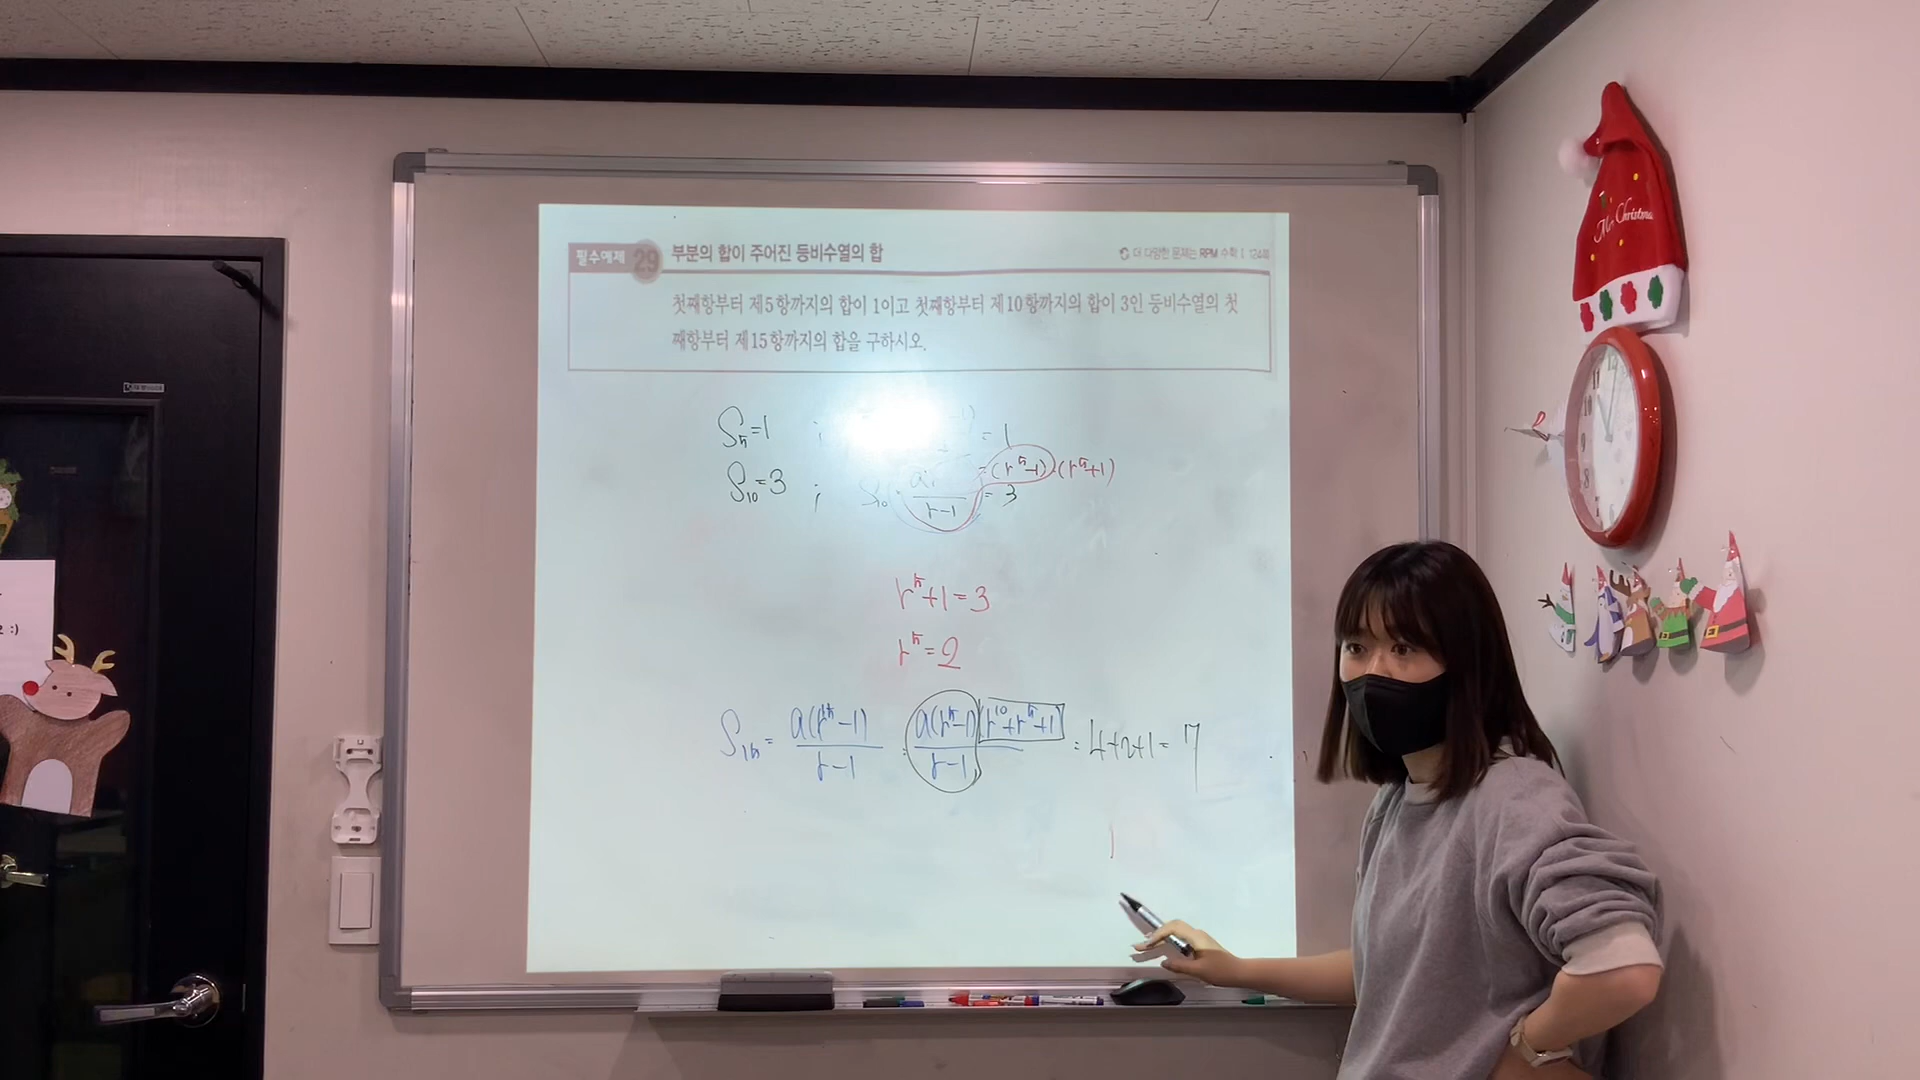 필수예제 29 부분의 합이 주어진 등비수열의 합
더 다양한 문제는 RPM 수학 I 124쪽
첫째항부터 제5항까지의 합이 1이고 첫째항부터 제10항까지의 합이 3인 등비수열의 첫
째항부터 제15항까지의 합을 구하시오.
S₅=1 ; = 1
S₁₀=3 ; S₁₀ r-1 = (r⁵-1)·(r⁵+1)
= 3
r⁵+1=3
r⁵=2
S₁₅= a(r¹⁵-1) / r-1 = a(r⁵-1)(r¹⁰+r⁵+1) / r-1 = 4+2+1= 7
Christmas
:)